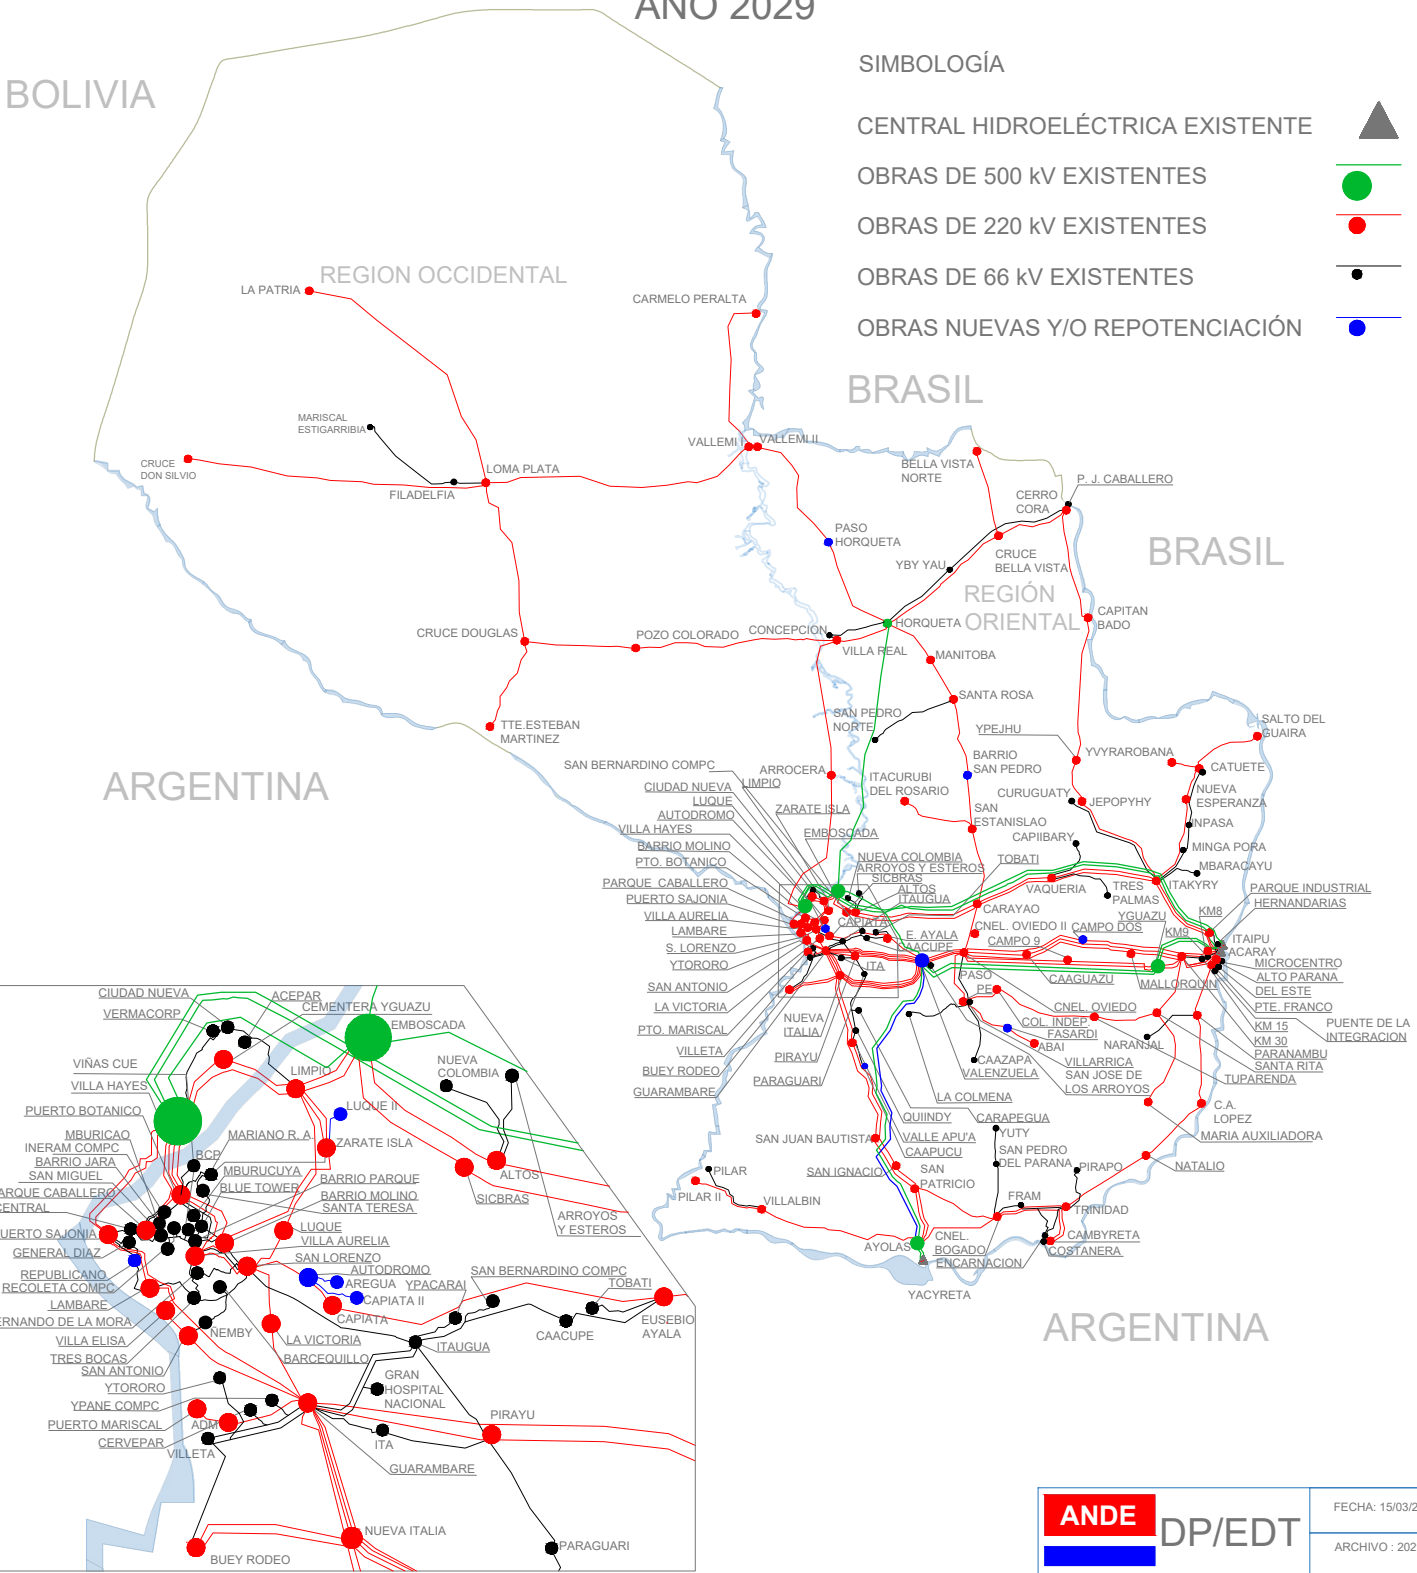 AÑO 2029
BOLIVIA
SIMBOLOGÍA
CENTRAL HIDROELÉCTRICA EXISTENTE
OBRAS DE 500 kV EXISTENTES
OBRAS DE 220 kV EXISTENTES
OBRAS DE 66 kV EXISTENTES
OBRAS NUEVAS Y/O REPOTENCIACIÓN
REGION OCCIDENTAL
LA PATRIA
CARMELO PERALTA
BRASIL
MARISCAL
ESTIGARRIBIA
CRUCE
DON SILVIO
FILADELFIA
LOMA PLATA
VALLEMI I
VALLEMI II
BELLA VISTA
NORTE
CERRO
CORA
P. J. CABALLERO
PASO
HORQUETA
YBY YAU
CRUCE
BELLA VISTA
BRASIL
REGIÓN
ORIENTAL
CRUCE DOUGLAS
POZO COLORADO
CONCEPCION
HORQUETA
VILLA REAL
CAPITAN
BADO
MANITOBA
SANTA ROSA
TTE.ESTEBAN
MARTINEZ
SAN PEDRO
NORTE
YPEJHU
SALTO DEL
GUAIRA
ARGENTINA
SAN BERNARDINO COMPC
CIUDAD NUEVA
LIMPIO
LUQUE
AUTODROMO
VILLA HAYES
BARRIO MOLINO
PTO. BOTANICO
PARQUE CABALLERO
PUERTO SAJONIA
VILLA AURELIA
LAMBARE
S. LORENZO
YTORORO
SAN ANTONIO
LA VICTORIA
PTO. MARISCAL
VILLETA
BUEY RODEO
GUARAMBARE
ARROCERA
ZARATE ISLA
EMBOSCADA
ITACURUBI
DEL ROSARIO
BARRIO
SAN PEDRO
SAN
ESTANISLAO
CURUGUATY
JEPOPYHY
CAPIIBARY
YVYRAROBANA
CATUETE
NUEVA
ESPERANZA
INPASA
MINGA PORA
MBARACAYU
NUEVA COLOMBIA
ARROYOS Y ESTEROS
SICBRAS
ALTOS
ITAUGUA
TOBATI
CAPIATA
VAQUERIA
TRES
PALMAS
ITAKYRY
PARQUE INDUSTRIAL
HERNANDARIAS
CARAYAO
YGUAZU
KM8
E. AYALA
CAACUPE
CNEL. OVIEDO II
CAMPO DOS
CAMPO 9
KM9
ITAIPU
ACARAY
ITA
CAAGUAZU
MALLORQUIN
MICROCENTRO
ALTO PARANA
DEL ESTE
PTE. FRANCO
KM 15
KM 30
PUENTE DE LA
INTEGRACION
PASO
PE
CNEL. OVIEDO
COL. INDEP.
FASARDI
ABAI
NARANJAL
PARANAMBU
SANTA RITA
TUPARENDA
NUEVA
ITALIA
PIRAYU
PARAGUARI
CAAZAPA
VALENZUELA
VILLARRICA
SAN JOSE DE
LOS ARROYOS
LA COLMENA
QUIINDY
CARAPEGUA
C.A.
LOPEZ
MARIA AUXILIADORA
SAN JUAN BAUTISTA
VALLE APU'A
CAAPUCU
YUTY
SAN PEDRO
DEL PARANA
SAN IGNACIO
SAN
PATRICIO
PIRAPO
NATALIO
PILAR
PILAR II
VILLALBIN
FRAM
TRINIDAD
AYOLAS
CNEL.
BOGADO
ENCARNACION
CAMBYRETA
COSTANERA
YACYRETA
ARGENTINA
CIUDAD NUEVA
ACEPAR
VERMACORP
CEMENTERA YGUAZU
EMBOSCADA
VIÑAS CUE
LIMPIO
NUEVA
COLOMBIA
VILLA HAYES
PUERTO BOTANICO
LUQUE II
MBURICAO
MARIANO R. A.
ZARATE ISLA
INERAM COMPC
BARRIO JARA
BCP
SAN MIGUEL
MBURUCUYA
BARRIO PARQUE
ALTOS
ARQUE CABALLERO
BLUE TOWER
BARRIO MOLINO
SICBRAS
CENTRAL
SANTA TERESA
ARROYOS
Y ESTEROS
UERTO SAJONIA
LUQUE
GENERAL DIAZ
VILLA AURELIA
REPUBLICANO
SAN LORENZO
RECOLETA COMPC
AUTODROMO
SAN BERNARDINO COMPC
AREGUA
YPACARAI
TOBATI
LAMBARE
CAPIATA II
ERNANDO DE LA MORA
CAPIATA
EUSEBIO
AYALA
VILLA ELISA
ÑEMBY
LA VICTORIA
CAACUPE
TRES BOCAS
BARCEQUILLO
ITAUGUA
SAN ANTONIO
YTORORO
GRAN
HOSPITAL
NACIONAL
YPANE COMPC
PUERTO MARISCAL
ADM
PIRAYU
CERVEPAR
ITA
VILLETA
GUARAMBARE
NUEVA ITALIA
BUEY RODEO
PARAGUARI
ANDE
DP/EDT
FECHA: 15/03/2
ARCHIVO : 202